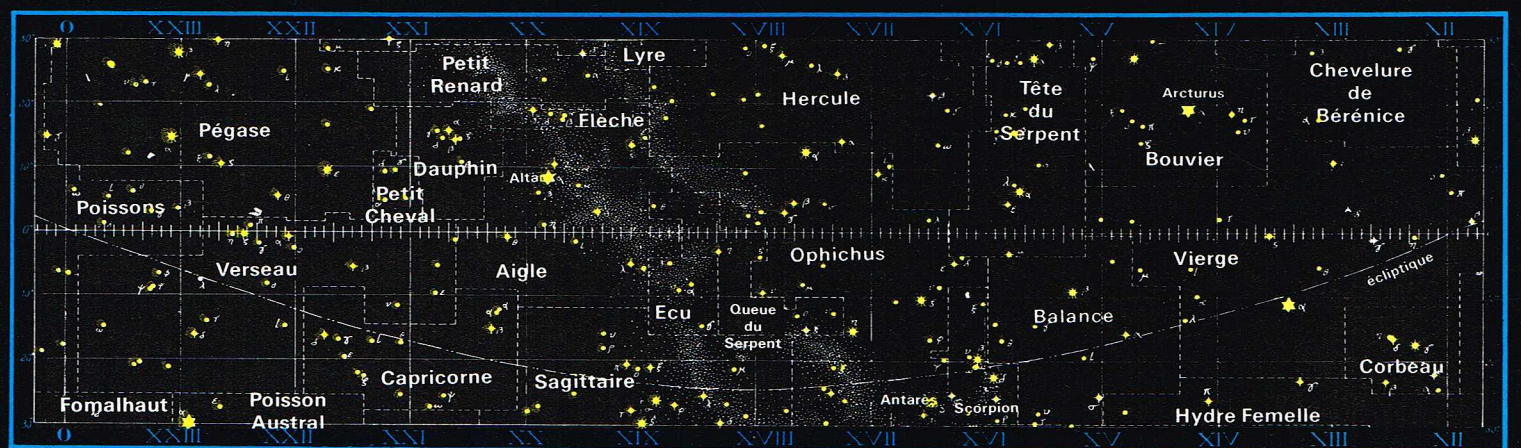 O XXIII XXII XXI XX XIX XVIII XVII XVI XV XIV XIII XII
Lyre
Petit
Renard
Tête
du
Serpent
Chevelure
de
Bérénice
Hercule
Arcturus
Pégase
Flèche
Bouvier
Dauphin
Altaïr
Petit
Cheval
Poissons
Verseau
Aigle
Ophichus
Vierge
écliptique
Ecu
Queue
du
Serpent
Balance
Capricorne
Sagittaire
Corbeau
Fomalhaut
Poisson
Austral
Antarès
Scorpion
Hydre Femelle
O XXIII XXII XXI XX XIX XVIII XVII XVI XV XIV XIII XII